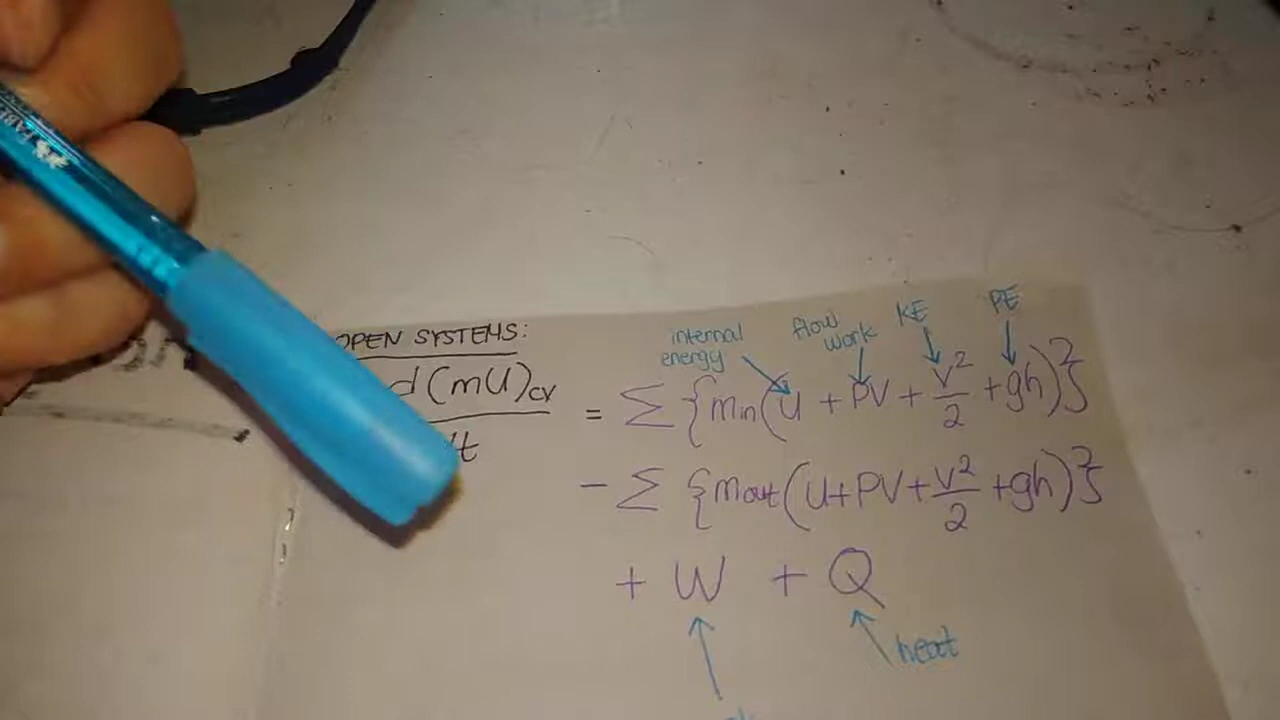 OPEN SYSTEMS:
internal energy
flow work
KE
PE
d(mU)cv
dt
= Σ {min(U + PV + v²/2 + gh)}
- Σ {mout(U+PV+v²/2+gh)}
+ W + Q
heat